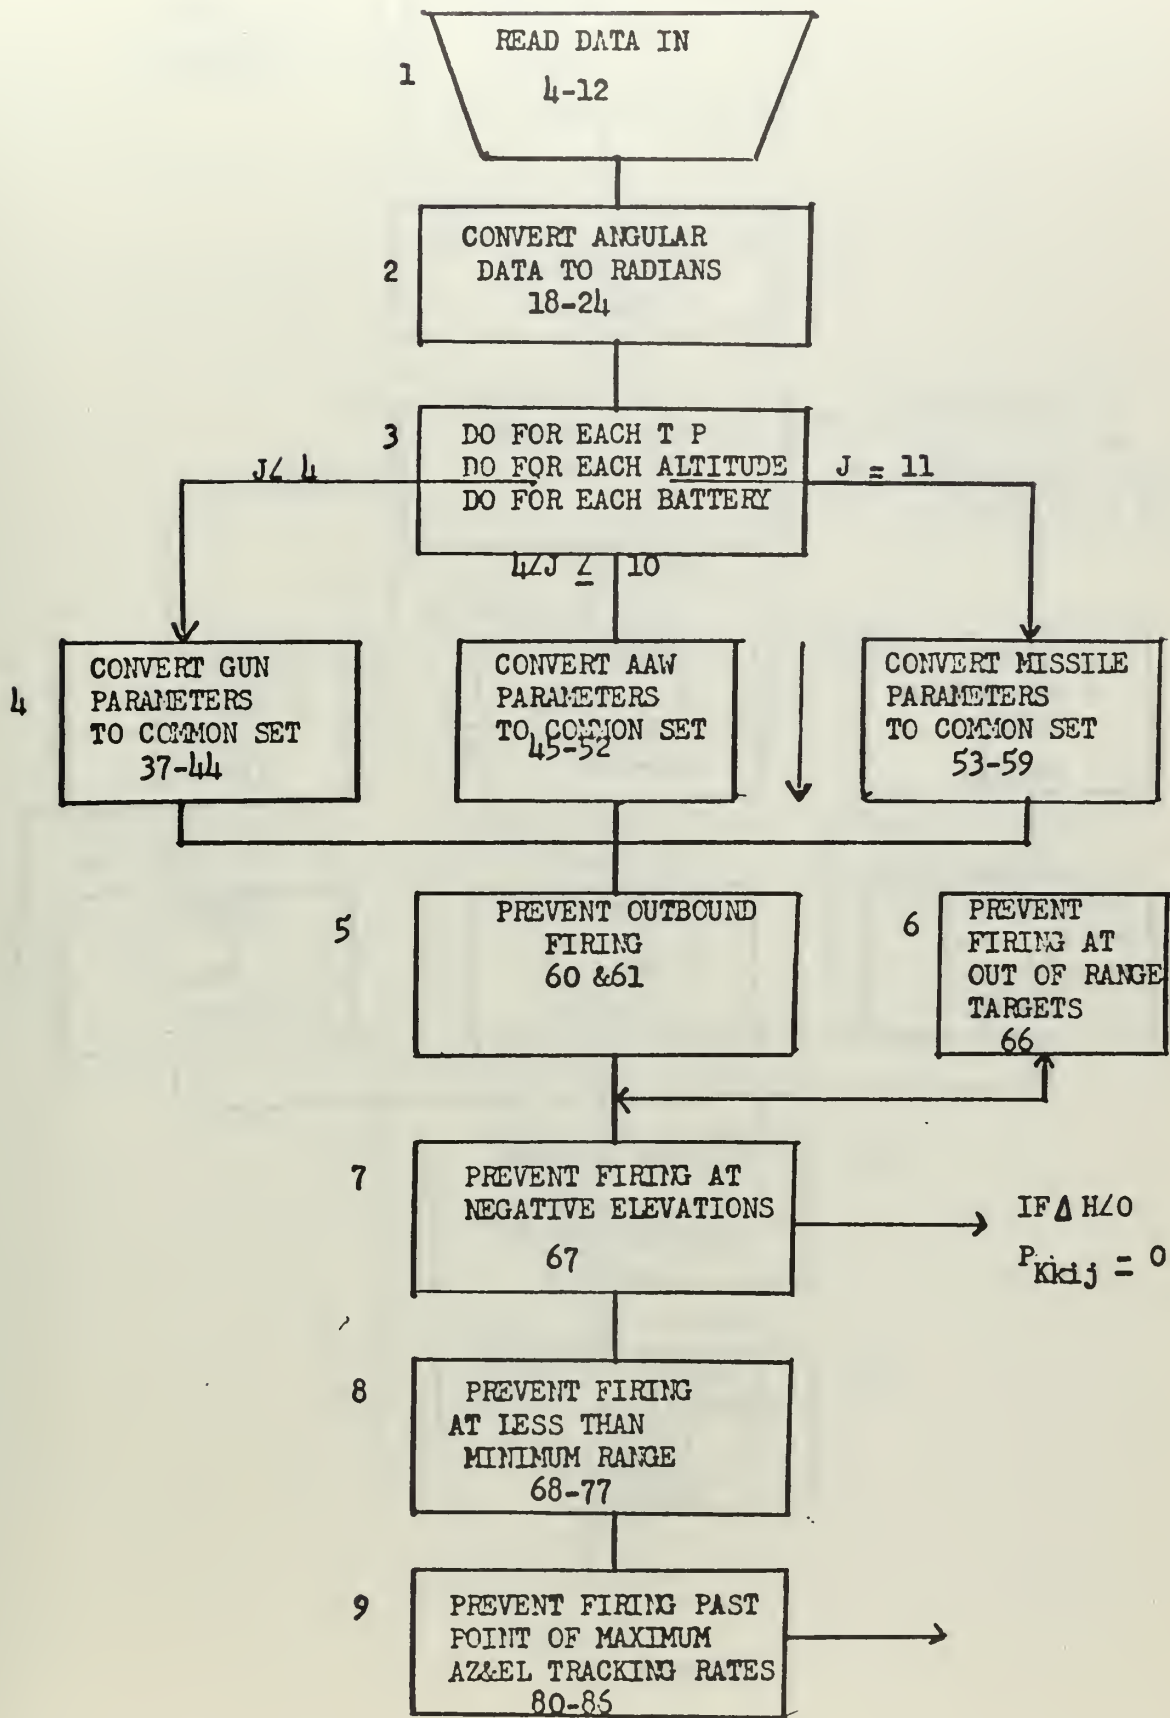 1
READ DATA IN
4-12
2
CONVERT ANGULAR
DATA TO RADIANS
18-24
3
DO FOR EACH T P
DO FOR EACH ALTITUDE
DO FOR EACH BATTERY
J∠ 4
J = 11
4∠J ∠ 10
4
CONVERT GUN
PARAMETERS
TO COMMON SET
37-44
CONVERT AAW
PARAMETERS
TO COMMON SET
45-52
CONVERT MISSILE
PARAMETERS
TO COMMON SET
53-59
5
PREVENT OUTBOUND
FIRING
60 &61
6
PREVENT
FIRING AT
OUT OF RANGE
TARGETS
66
7
PREVENT FIRING AT
NEGATIVE ELEVATIONS
67
IF Δ H∠0
P Kkij = 0
8
PREVENT FIRING
AT LESS THAN
MINIMUM RANGE
68-77
9
PREVENT FIRING PAST
POINT OF MAXIMUM
AZ&EL TRACKING RATES
80-86